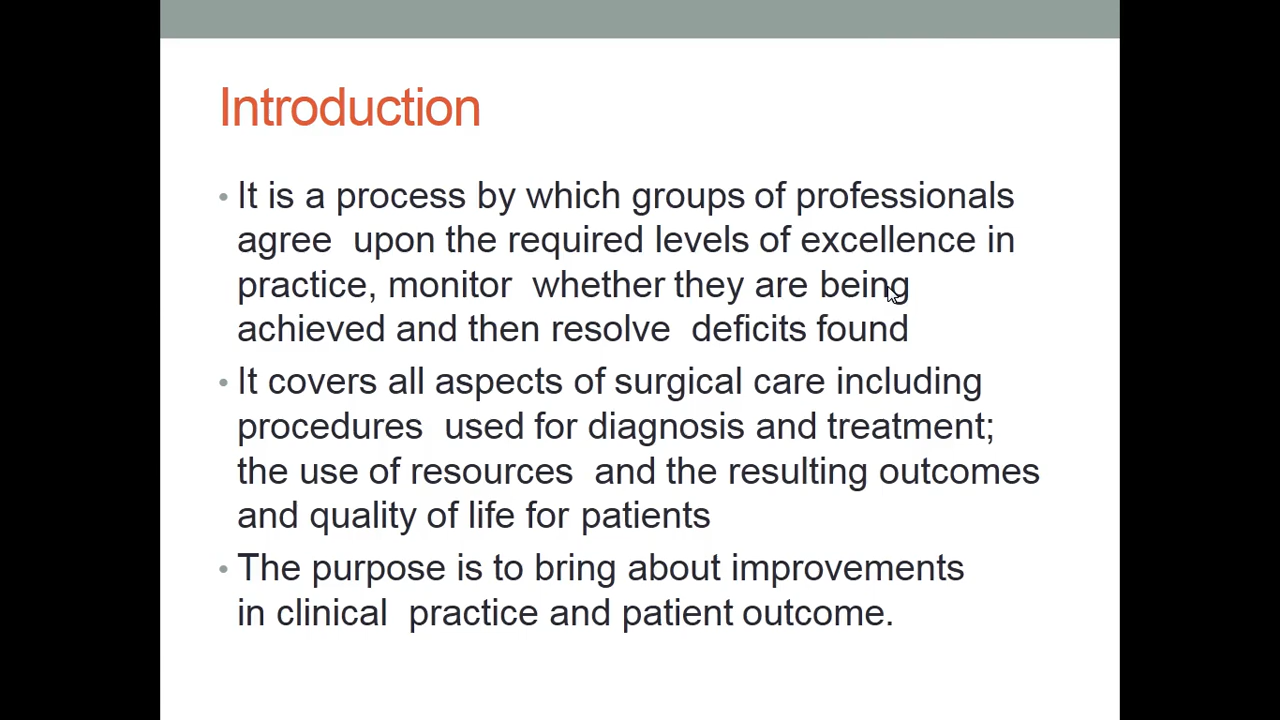 Introduction
• It is a process by which groups of professionals
agree  upon the required levels of excellence in
practice, monitor  whether they are being
achieved and then resolve  deficits found
• It covers all aspects of surgical care including
procedures  used for diagnosis and treatment;
the use of resources  and the resulting outcomes
and quality of life for patients
• The purpose is to bring about improvements
in clinical  practice and patient outcome.